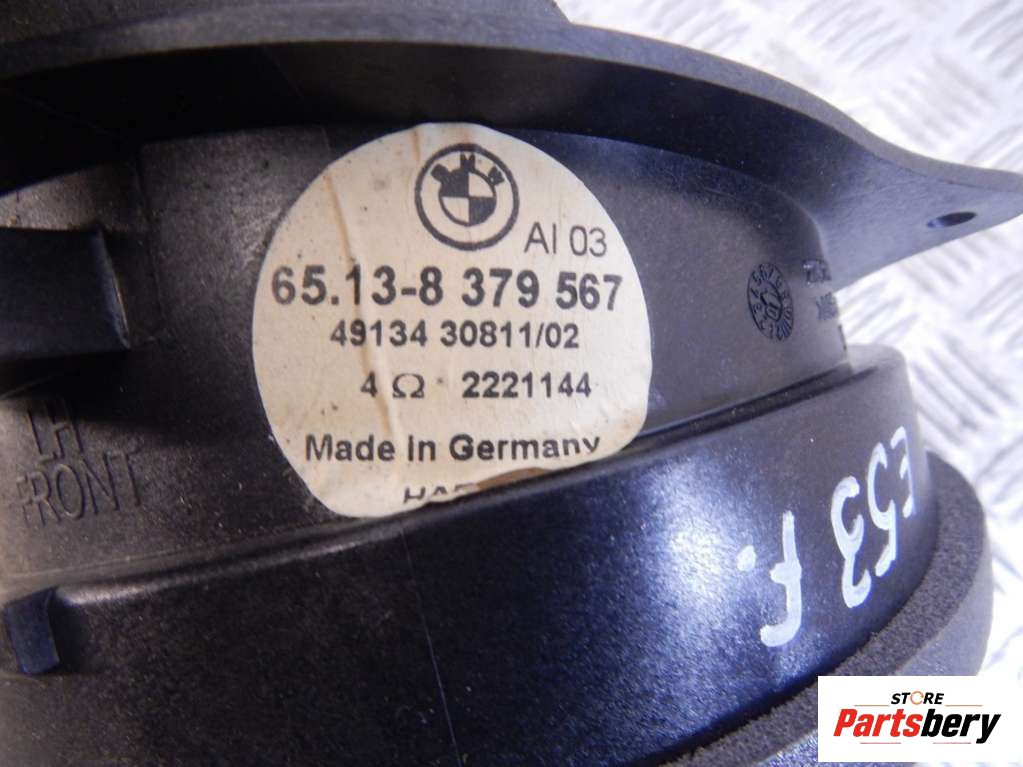 BMW
AI 03
65.13-8 379 567
49134 30811/02
4 Ω 2221144
Made In Germany
LH
FRONT
E53 f.
STORE
Partsbery